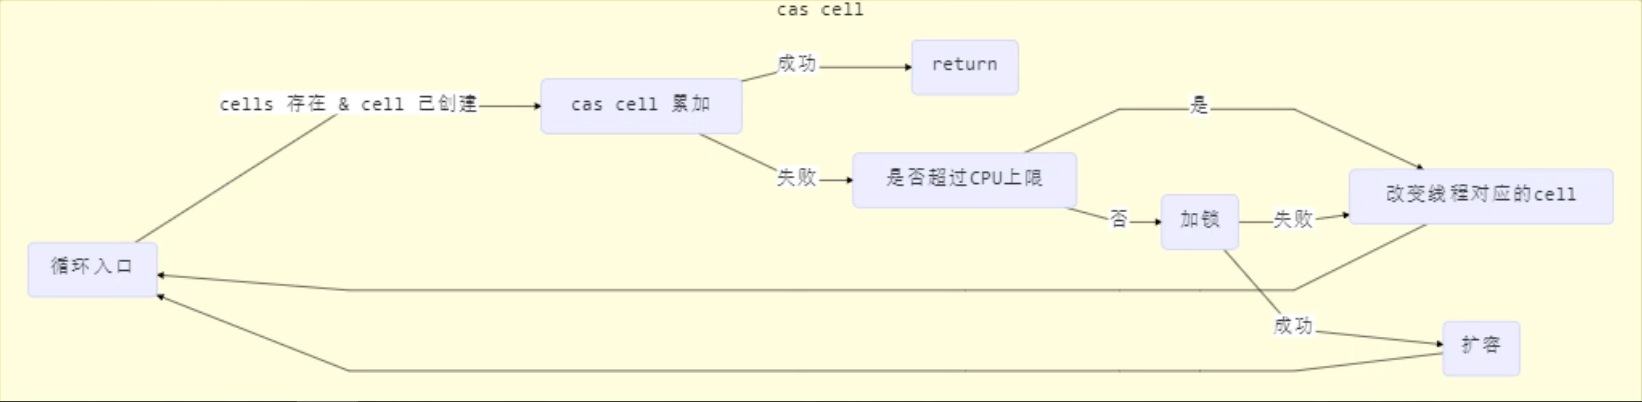 cas cell
成功
return
cells 存在 & cell 已创建
cas cell 累加
是
失败
是否超过CPU上限
改变线程对应的cell
否
加锁
失败
循环入口
成功
扩容